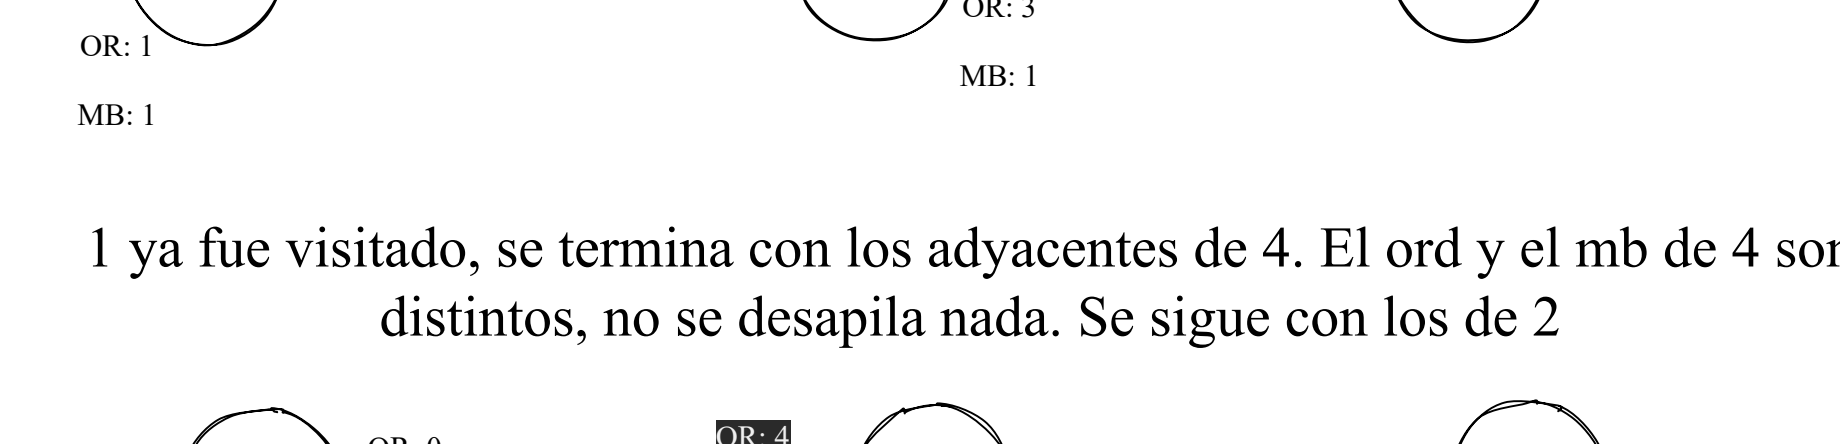 OR: 3
OR: 1
MB: 1
MB: 1
1 ya fue visitado, se termina con los adyacentes de 4. El ord y el mb de 4 son
distintos, no se desapila nada. Se sigue con los de 2
OR: 4